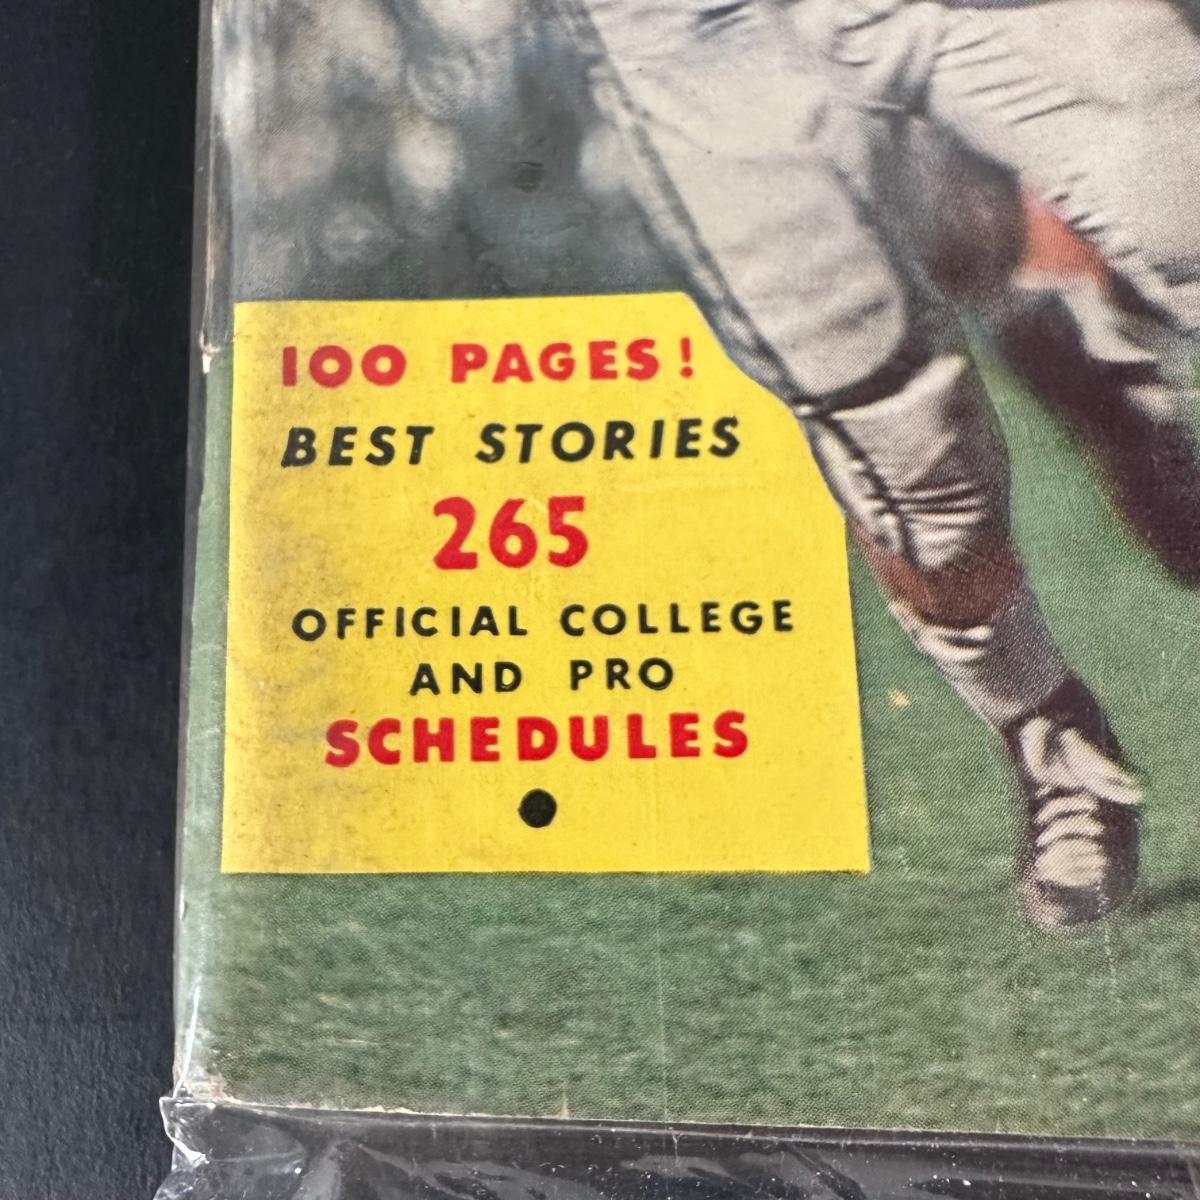 100 PAGES!
BEST STORIES
265
OFFICIAL COLLEGE
AND PRO
SCHEDULES